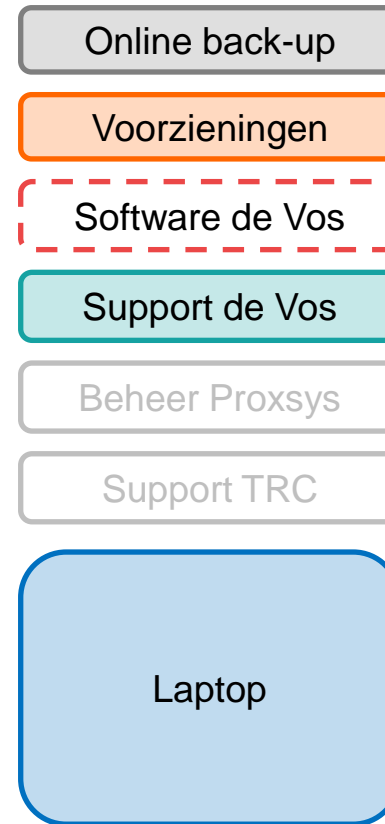 Online back-up
Voorzieningen
Software de Vos
Support de Vos
Beheer Proxsys
Support TRC
Laptop